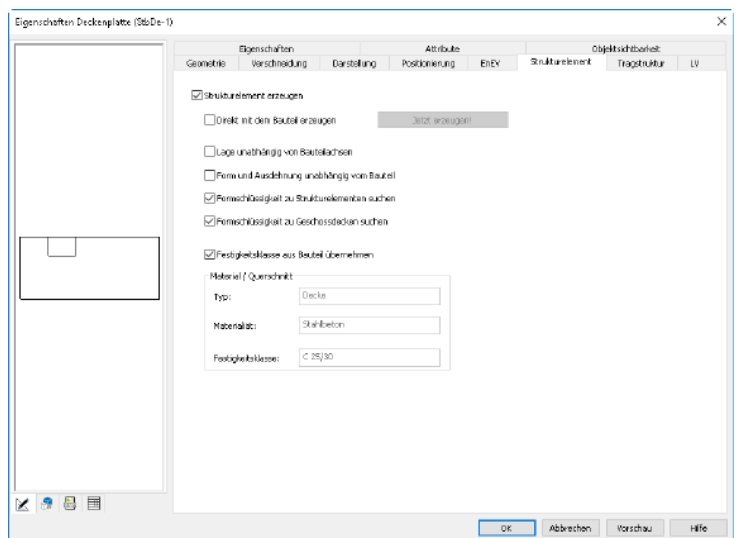 Eigenschaften Deckenplatte (StbDe-1)
Eigenschaften Attribute Objektsichtbarkeit
Geometrie Verschneidung Darstellung Positionierung EnEV Strukturelement Tragstruktur LV
Strukturelement erzeugen
Direkt mit dem Bauteil erzeugen Jetzt erzeugen!
Lage unabhängig von Bauteilachsen
Form und Ausdehnung unabhängig vom Bauteil
Formschlüssigkeit zu Strukturelementen suchen
Formschlüssigkeit zu Geschossdecken suchen
Festigkeitsklasse aus Bauteil übernehmen
Material / Querschnitt
Typ: Decke
Materialart: Stahlbeton
Festigkeitsklasse: C 25/30
OK Abbrechen Vorschau Hilfe